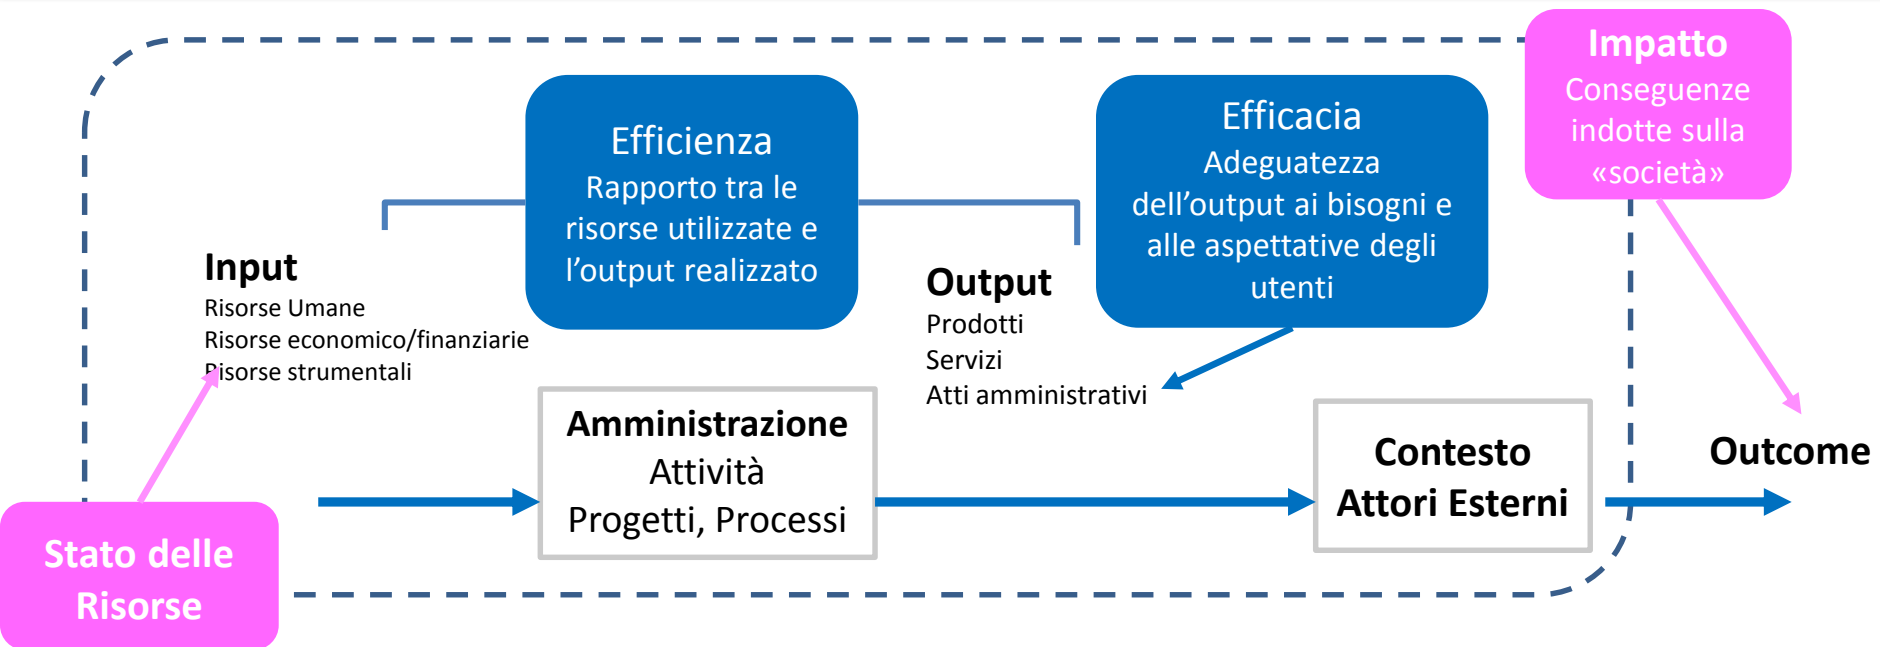 Impatto
Conseguenze
indotte sulla
«società»
Efficienza
Rapporto tra le
risorse utilizzate e
l’output realizzato
Efficacia
Adeguatezza
dell’output ai bisogni e
alle aspettative degli
utenti
Input
Risorse Umane
Risorse economico/finanziarie
Risorse strumentali
Output
Prodotti
Servizi
Atti amministrativi
Amministrazione
Attività
Progetti, Processi
Contesto
Attori Esterni
Outcome
Stato delle
Risorse